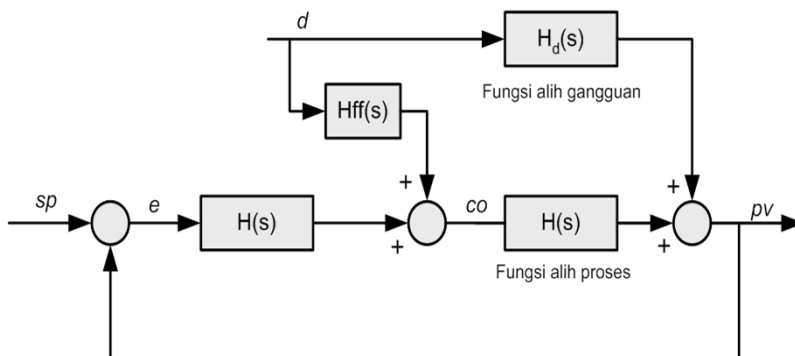 d
H_d(s)
Fungsi alih gangguan
Hff(s)
+
+
sp
e
H(s)
+
co
H(s)
+
pv
Fungsi alih proses